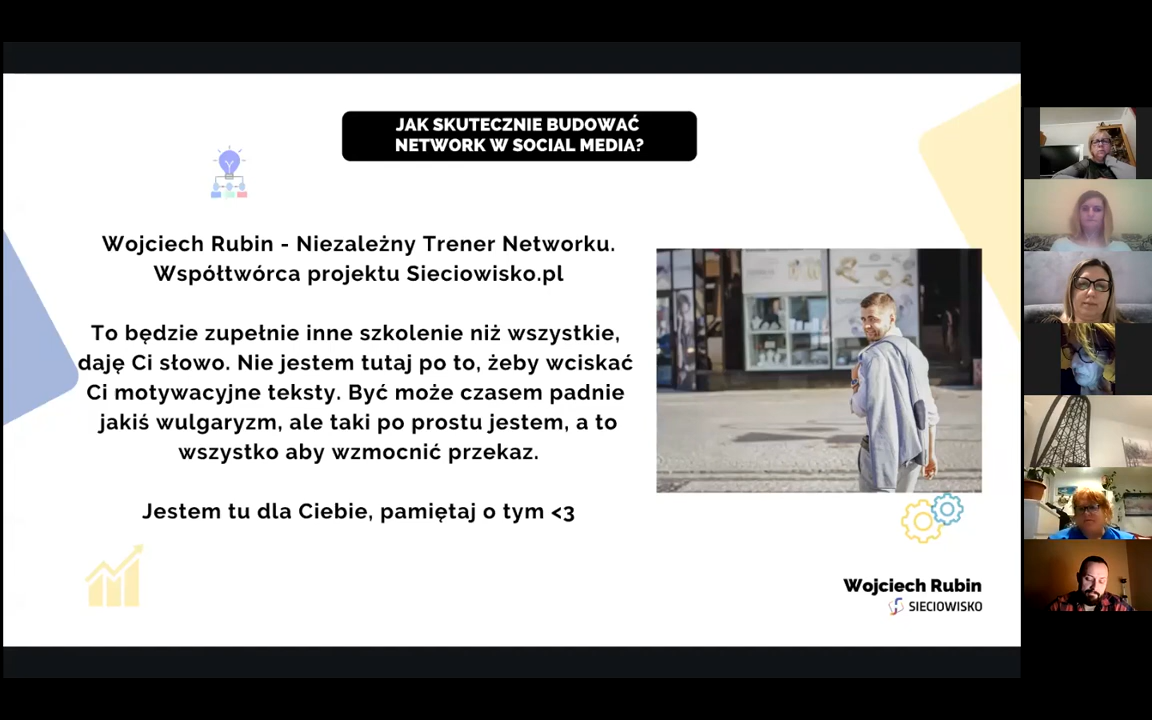 JAK SKUTECZNIE BUDOWAĆ
NETWORK W SOCIAL MEDIA?
Wojciech Rubin - Niezależny Trener Networku.
Współtwórca projektu Sieciowisko.pl
To będzie zupełnie inne szkolenie niż wszystkie,
daję Ci słowo. Nie jestem tutaj po to, żeby wciskać
Ci motywacyjne teksty. Być może czasem padnie
jakiś wulgaryzm, ale taki po prostu jestem, a to
wszystko aby wzmocnić przekaz.
Jestem tu dla Ciebie, pamiętaj o tym <3
Wojciech Rubin
SIECIOWISKO